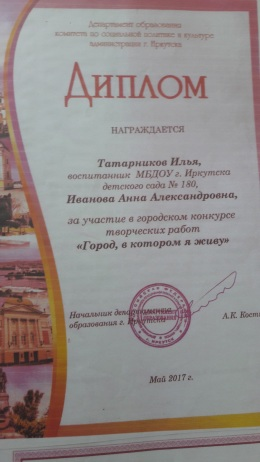 Департамент образования
комитета по социальной политике и культуре
администрации г. Иркутска
ДИПЛОМ
НАГРАЖДАЕТСЯ
Татарников Илья,
воспитанник МБДОУ г. Иркутска
детского сада № 180,
Иванова Анна Александровна,
за участие в городском конкурсе
творческих работ
«Город, в котором я живу»
Начальник департамента
образования г. Иркутска
А.К. Кост
Май 2017 г.